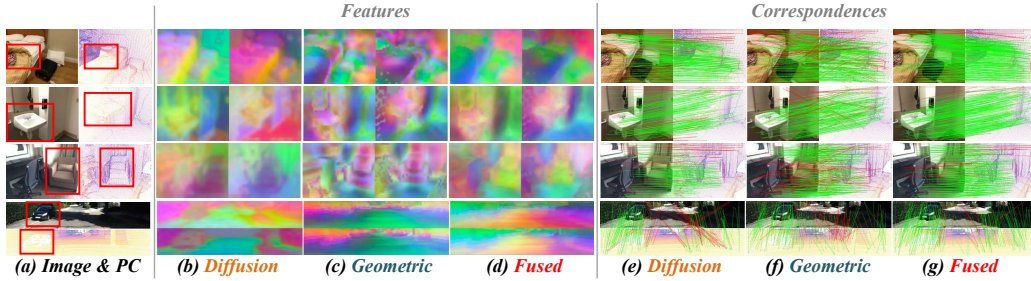 Features
Correspondences
(a) Image & PC
(b) Diffusion
(c) Geometric
(d) Fused
(e) Diffusion
(f) Geometric
(g) Fused